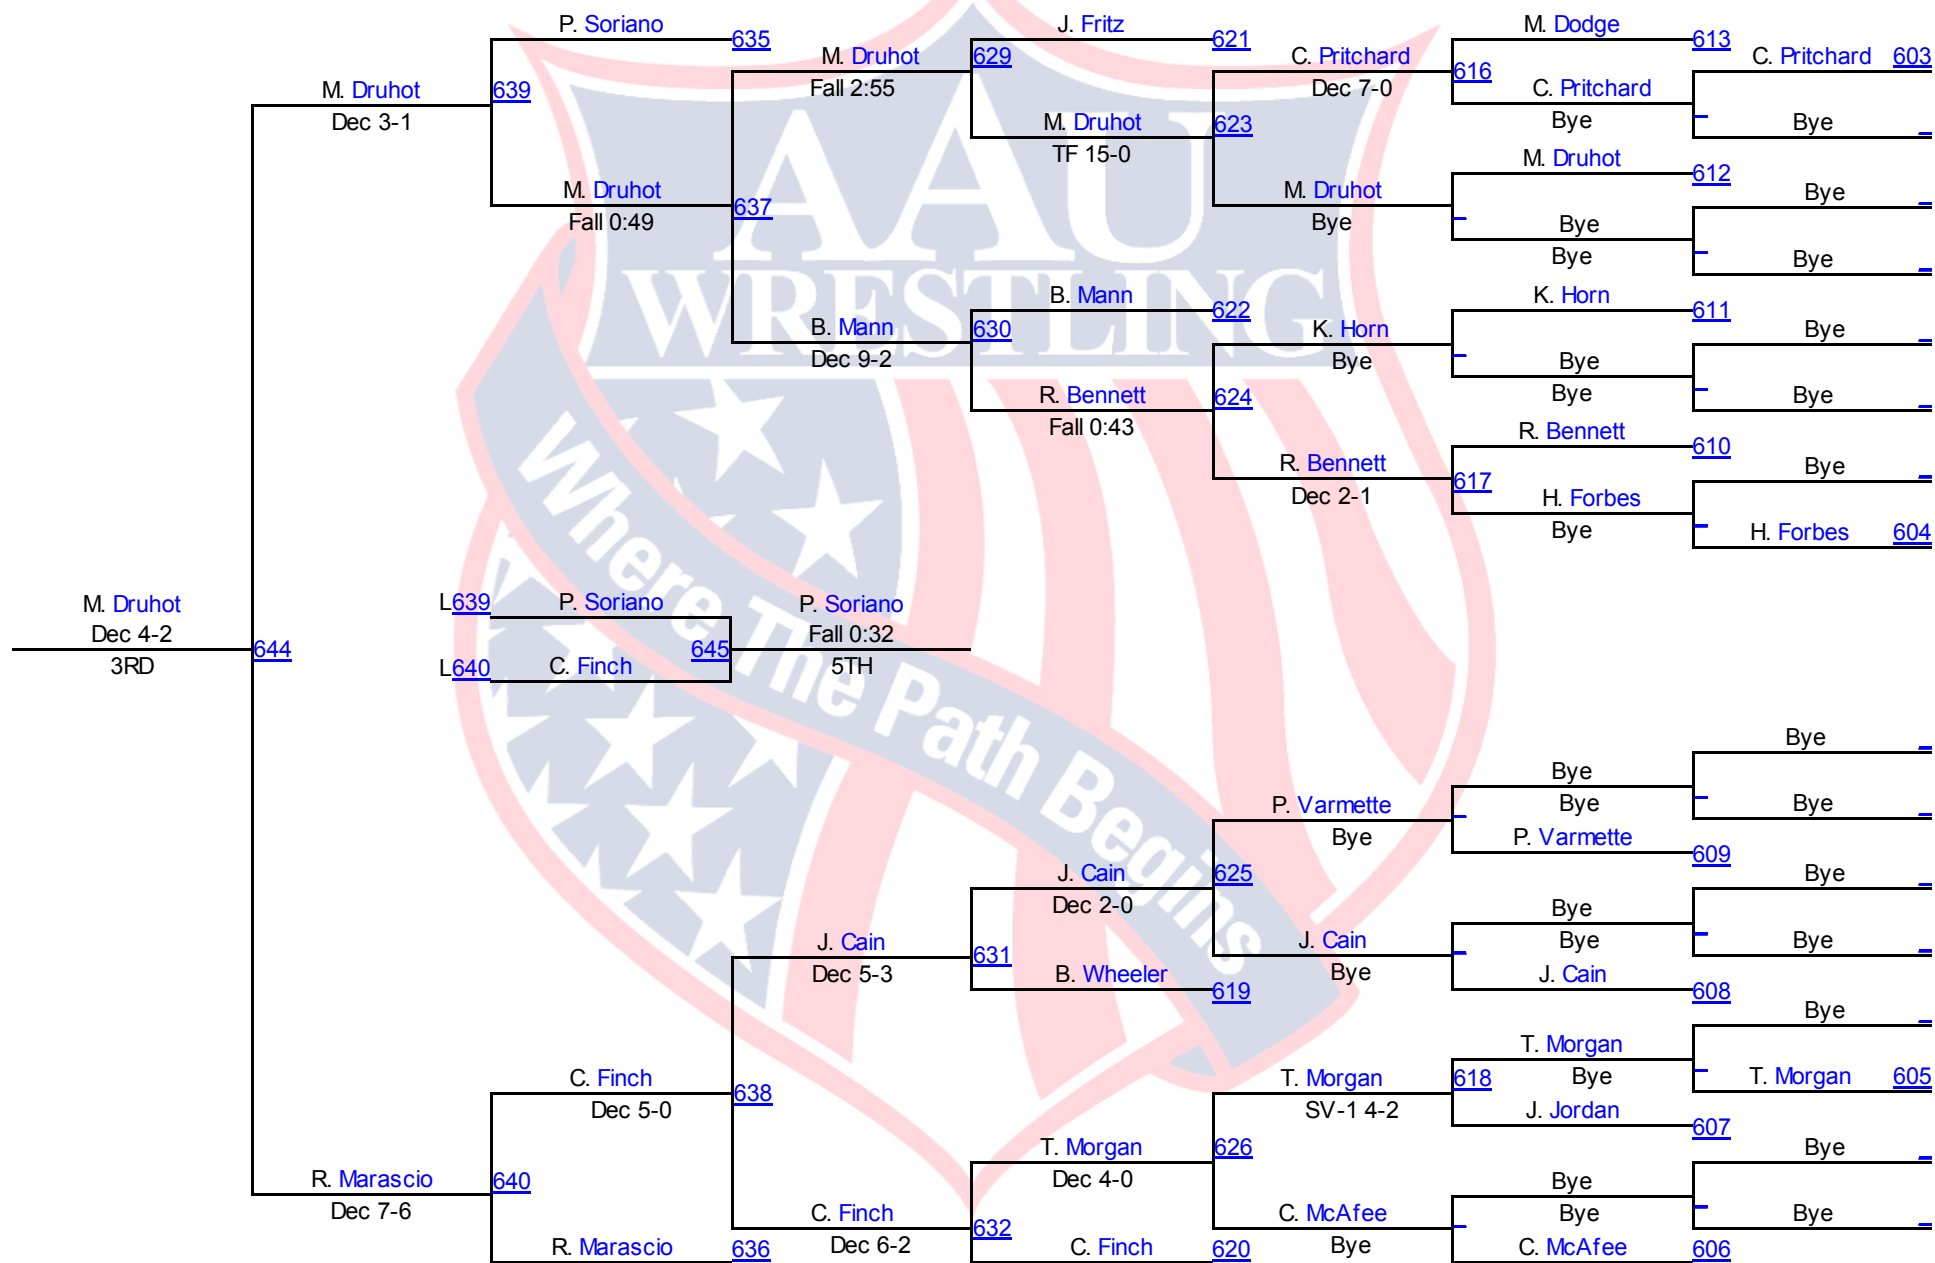 P. Soriano
J. Fritz
M. Dodge
635
M. Druhot
629
621
C. Pritchard
616
613
C. Pritchard 603
M. Druhot
639
Fall 2:55
Dec 7-0
C. Pritchard
Dec 3-1
M. Druhot
623
Bye
Bye
TF 15-0
M. Druhot
612
M. Druhot
637
M. Druhot
Bye
Fall 0:49
Bye
Bye
Bye
Bye
B. Mann
K. Horn
622
611
B. Mann
630
K. Horn
Bye
Dec 9-2
Bye
Bye
R. Bennett
624
Bye
Bye
Fall 0:43
R. Bennett
610
R. Bennett
617
Bye
Dec 2-1
H. Forbes
Bye
H. Forbes 604
M. Druhot
L639
P. Soriano
P. Soriano
Dec 4-2
Fall 0:32
644
645
3RD
L640
C. Finch
5TH
Bye
Bye
P. Varmette
Bye
Bye
Bye
P. Varmette
609
J. Cain
625
Bye
Dec 2-0
Bye
J. Cain
631
J. Cain
Bye
Bye
Dec 5-3
B. Wheeler
619
Bye
J. Cain
608
Bye
T. Morgan
C. Finch
638
T. Morgan
618
Bye
T. Morgan 605
Dec 5-0
SV-1 4-2
J. Jordan
607
T. Morgan
626
Bye
R. Marascio
640
Dec 4-0
Bye
Dec 7-6
C. Finch
632
C. McAfee
Bye
Bye
R. Marascio
636
Dec 6-2
C. Finch
620
Bye
C. McAfee
606
AAU
WRESTLING
Where The Path Begins